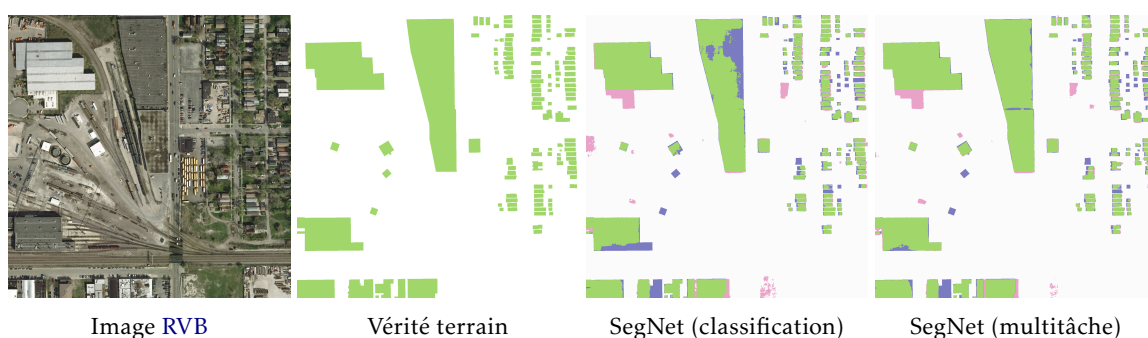 Image RVB
Vérité terrain
SegNet (classification)
SegNet (multitâche)